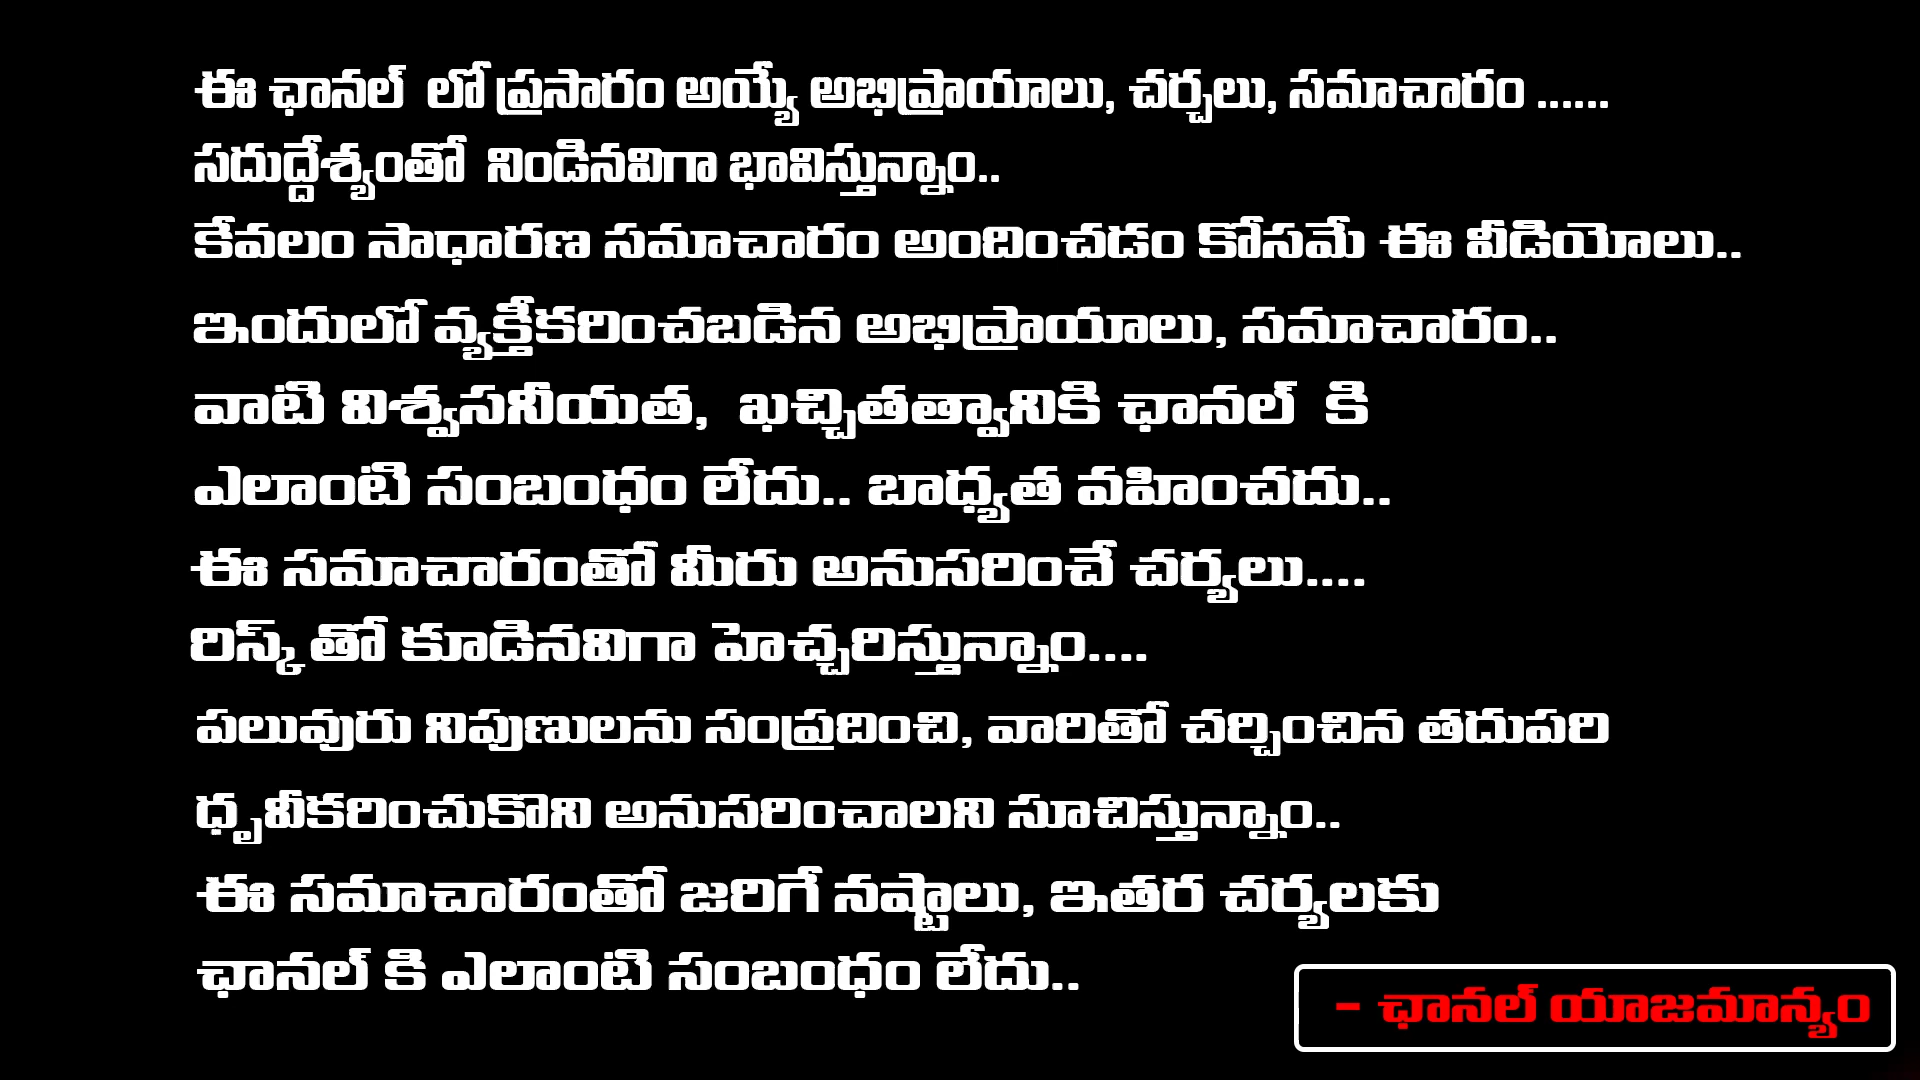 ఈ ఛానల్ లో ప్రసారం అయ్యే అభిప్రాయాలు, చర్చలు, సమాచారం ......
సదుద్దేశ్యంతో నిండినవిగా భావిస్తున్నాం..
కేవలం సాధారణ సమాచారం అందించడం కోసమే ఈ వీడియోలు..
ఇందులో వ్యక్తీకరించబడిన అభిప్రాయాలు, సమాచారం..
వాటి విశ్వసనీయత, ఖచ్చితత్వానికి ఛానల్ కి
ఎలాంటి సంబంధం లేదు.. బాధ్యత వహించదు..
ఈ సమాచారంతో మీరు అనుసరించే చర్యలు....
రిస్క్ తో కూడినవిగా హెచ్చరిస్తున్నాం....
పలువురు నిపుణులను సంప్రదించి, వారితో చర్చించిన తదుపరి
ధృవీకరించుకొని అనుసరించాలని సూచిస్తున్నాం..
ఈ సమాచారంతో జరిగే నష్టాలు, ఇతర చర్యలకు
ఛానల్ కి ఎలాంటి సంబంధం లేదు..
- ఛానల్ యాజమాన్యం